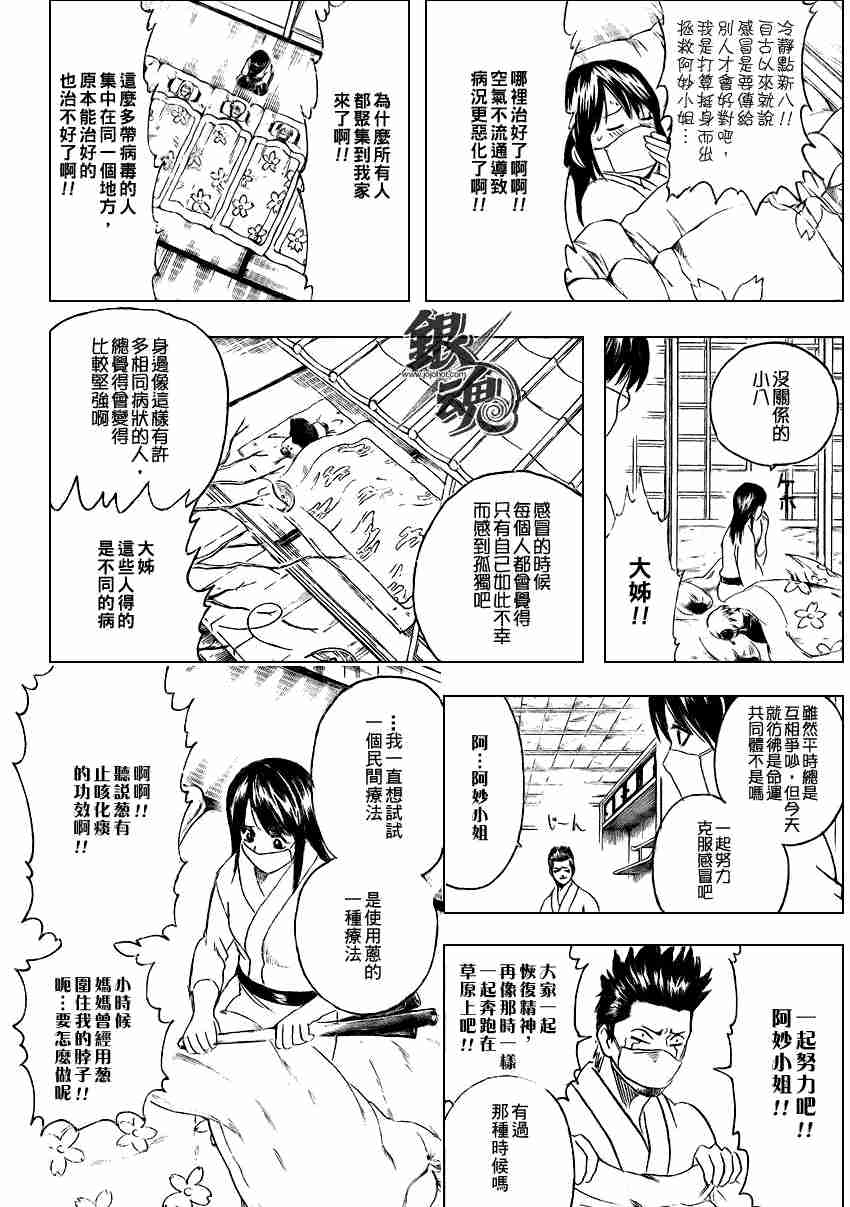 冷靜點新八!!
自古以來就說
感冒是要傳給
別人才會好對吧,
我是打算挺身而出
拯救阿妙小姐…
哪裡治好了啊啊!!
空氣不流通導致
病況更惡化了啊!!
為什麼所有人
都聚集到我家
來了啊!!
這麼多帶病毒的人
集中在同一個地方,
原本能治好的
也治不好了啊!!
沒關係的
小八
大姊!!
銀魂
www.jojohot.com
感冒的時候
每個人都會覺得
只有自己如此不幸
而感到孤獨吧
身邊像這樣有許
多相同病狀的人,
總覺得會變得
比較堅強啊
大姊
這些人得的
是不同的病
雖然平時總是
互相爭吵,但今天
就彷彿是命運
共同體不是嗎
一起努力
克服感冒吧
阿…阿妙小姐
じーん
一起努力吧!!
阿妙小姐!!
大家一起
恢復精神,
再像那時一樣
一起奔跑在
草原上吧!!
有過
那種時候嗎
…我一直想試試
一個民間療法
是使用蔥的
一種療法
啊啊!!
聽說葱有
止咳化痰
的功效啊!!
小時候
媽媽曾經用葱
圍住我的脖子
呃…要怎麼做呢